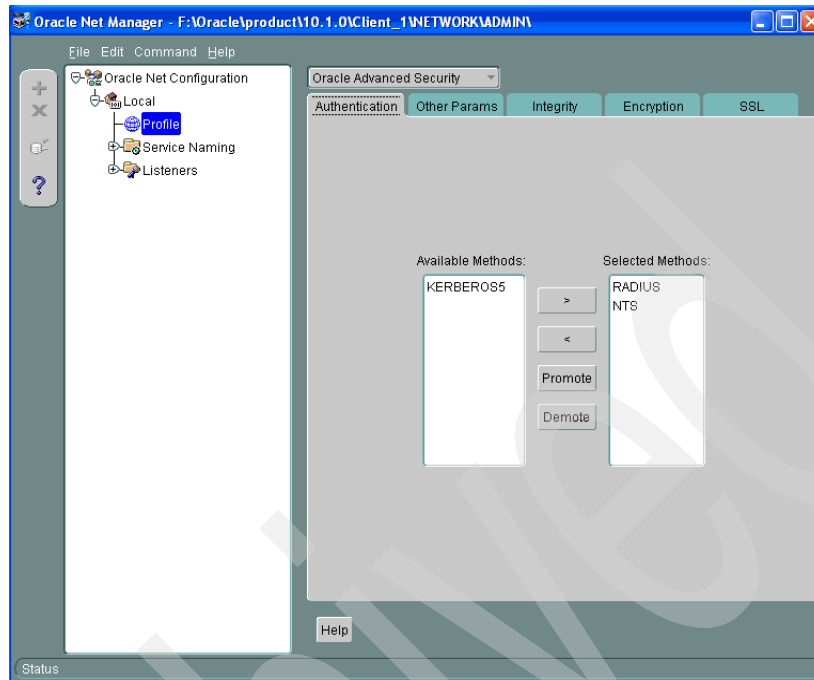 Oracle Net Manager - F:\Oracle\product\10.1.0\Client_1\NETWORK\ADMIN\
File Edit Command Help
Oracle Net Configuration
Local
Profile
Service Naming
Listeners
Oracle Advanced Security
Authentication Other Params Integrity Encryption SSL
Available Methods: Selected Methods:
KERBEROS5
RADIUS
NTS
>
<
Promote
Demote
Help
Status